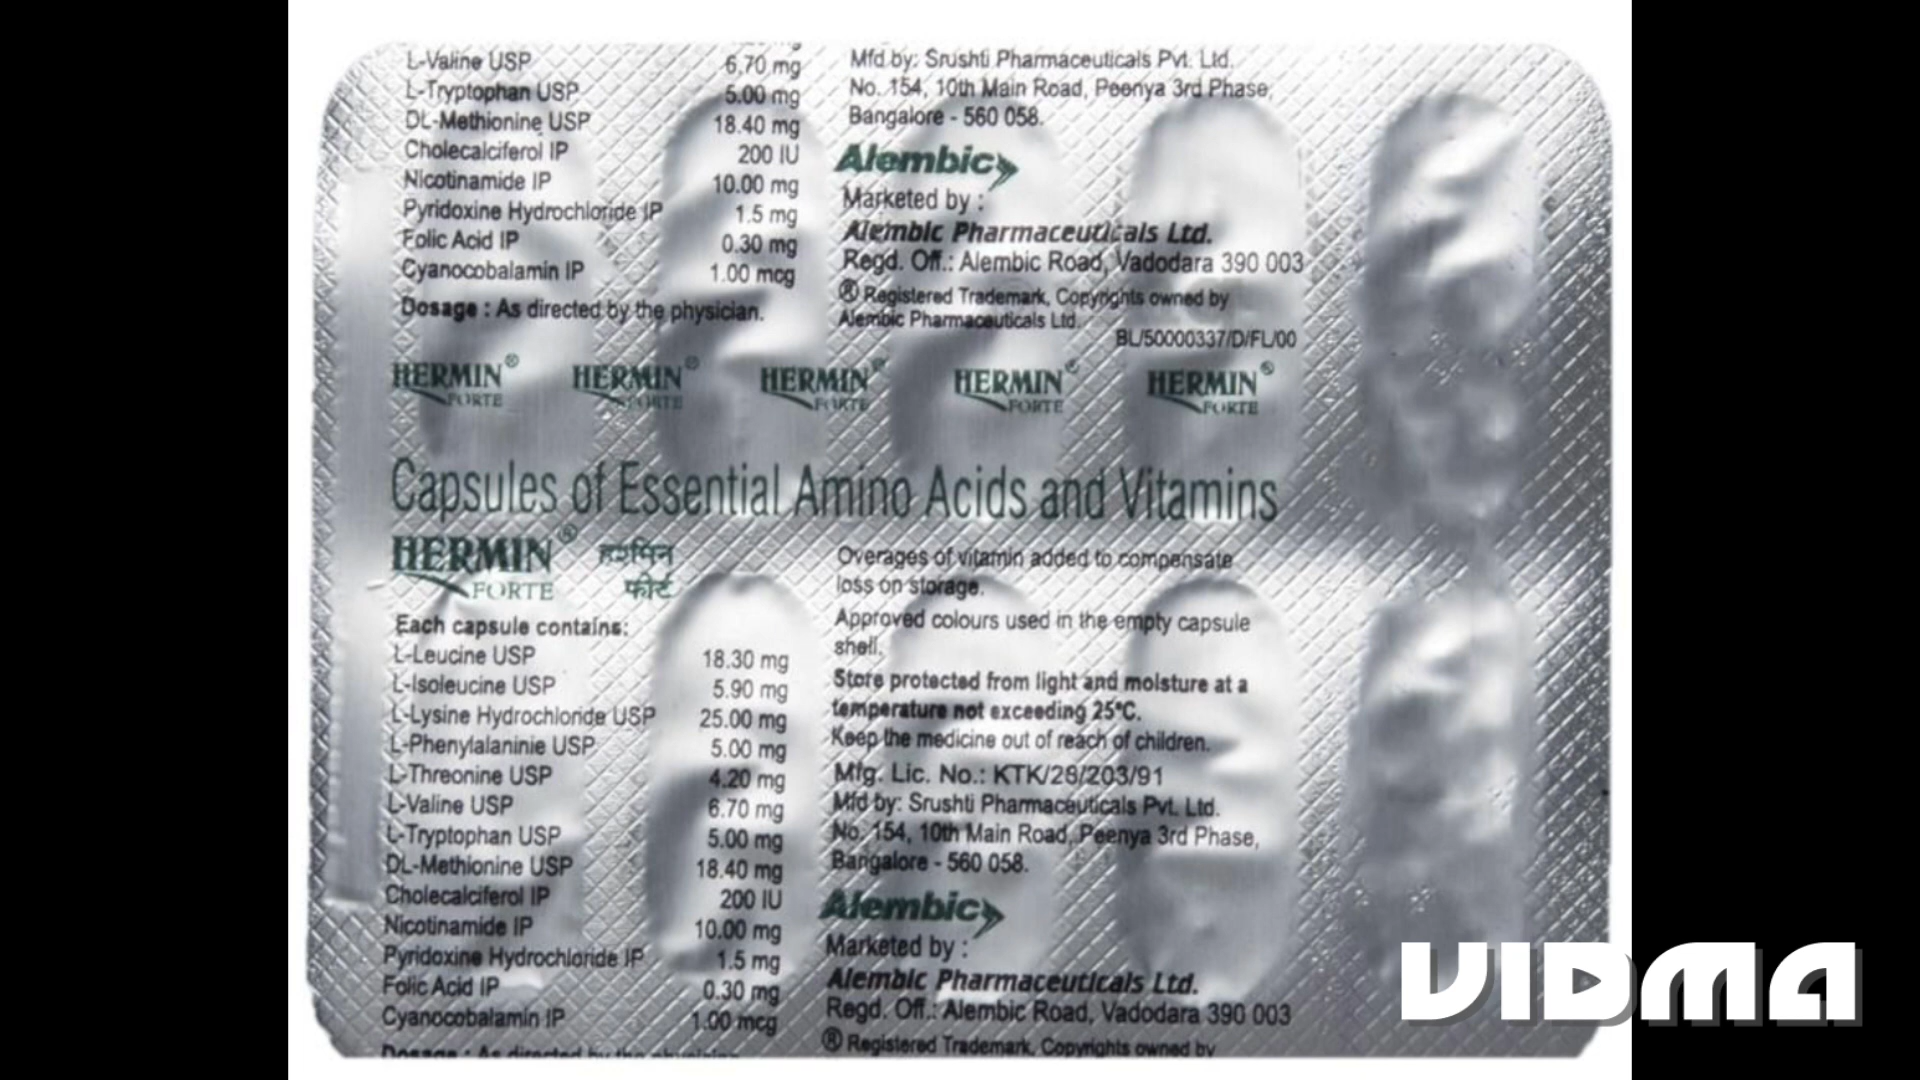 L-Valine USP 6.70 mg
L-Tryptophan USP 5.00 mg
DL-Methionine USP 18.40 mg
Cholecalciferol IP 200 IU
Nicotinamide IP 10.00 mg
Pyridoxine Hydrochloride IP 1.5 mg
Folic Acid IP 0.30 mg
Cyanocobalamin IP 1.00 mcg
Dosage : As directed by the physician.
Mfd by: Srushti Pharmaceuticals Pvt. Ltd.
No. 154, 10th Main Road, Peenya 3rd Phase,
Bangalore - 560 058.
Alembic
Marketed by :
Alembic Pharmaceuticals Ltd.
Regd. Off.: Alembic Road, Vadodara 390 003
® Registered Trademark, Copyrights owned by
Alembic Pharmaceuticals Ltd.
BL/50000337/D/FL/00
HERMIN® HERMIN® HERMIN® HERMIN® HERMIN®
FORTE FORTE FORTE FORTE FORTE
Capsules of Essential Amino Acids and Vitamins
HERMIN® हरमिन
FORTE फोर्ट
Each capsule contains:
L-Leucine USP 18.30 mg
L-Isoleucine USP 5.90 mg
L-Lysine Hydrochloride USP 25.00 mg
L-Phenylalaninie USP 5.00 mg
L-Threonine USP 4.20 mg
L-Valine USP 6.70 mg
L-Tryptophan USP 5.00 mg
DL-Methionine USP 18.40 mg
Cholecalciferol IP 200 IU
Nicotinamide IP 10.00 mg
Pyridoxine Hydrochloride IP 1.5 mg
Folic Acid IP 0.30 mg
Cyanocobalamin IP 1.00 mcg
Dosage : As directed by the physician.
Overages of vitamin added to compensate
loss on storage.
Approved colours used in the empty capsule
shell.
Store protected from light and moisture at a
temperature not exceeding 25°C.
Keep the medicine out of reach of children.
Mfg. Lic. No.: KTK/28/203/91
Mfd by: Srushti Pharmaceuticals Pvt. Ltd.
No. 154, 10th Main Road, Peenya 3rd Phase,
Bangalore - 560 058.
Alembic
Marketed by :
Alembic Pharmaceuticals Ltd.
Regd. Off.: Alembic Road, Vadodara 390 003
® Registered Trademark, Copyrights owned by
VIDMA